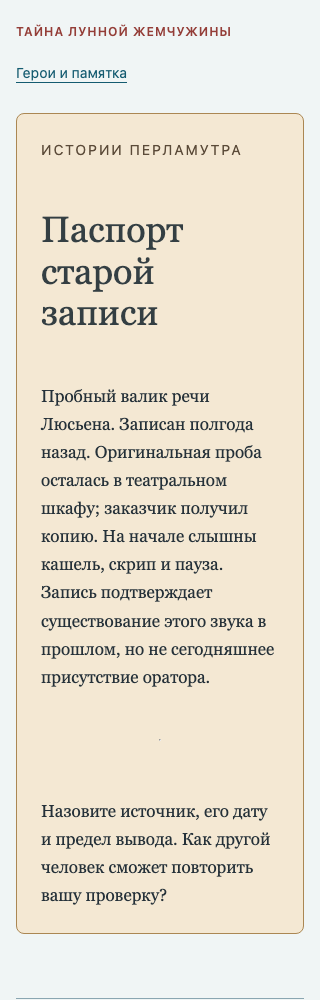 ТАЙНА ЛУННОЙ ЖЕМЧУЖИНЫ
Герои и памятка
ИСТОРИИ ПЕРЛАМУТРА
Паспорт
старой
записи
Пробный валик речи
Люсьена. Записан полгода
назад. Оригинальная проба
осталась в театральном
шкафу; заказчик получил
копию. На начале слышны
кашель, скрип и пауза.
Запись подтверждает
существование этого звука в
прошлом, но не сегодняшнее
присутствие оратора.
·
Назовите источник, его дату
и предел вывода. Как другой
человек сможет повторить
вашу проверку?